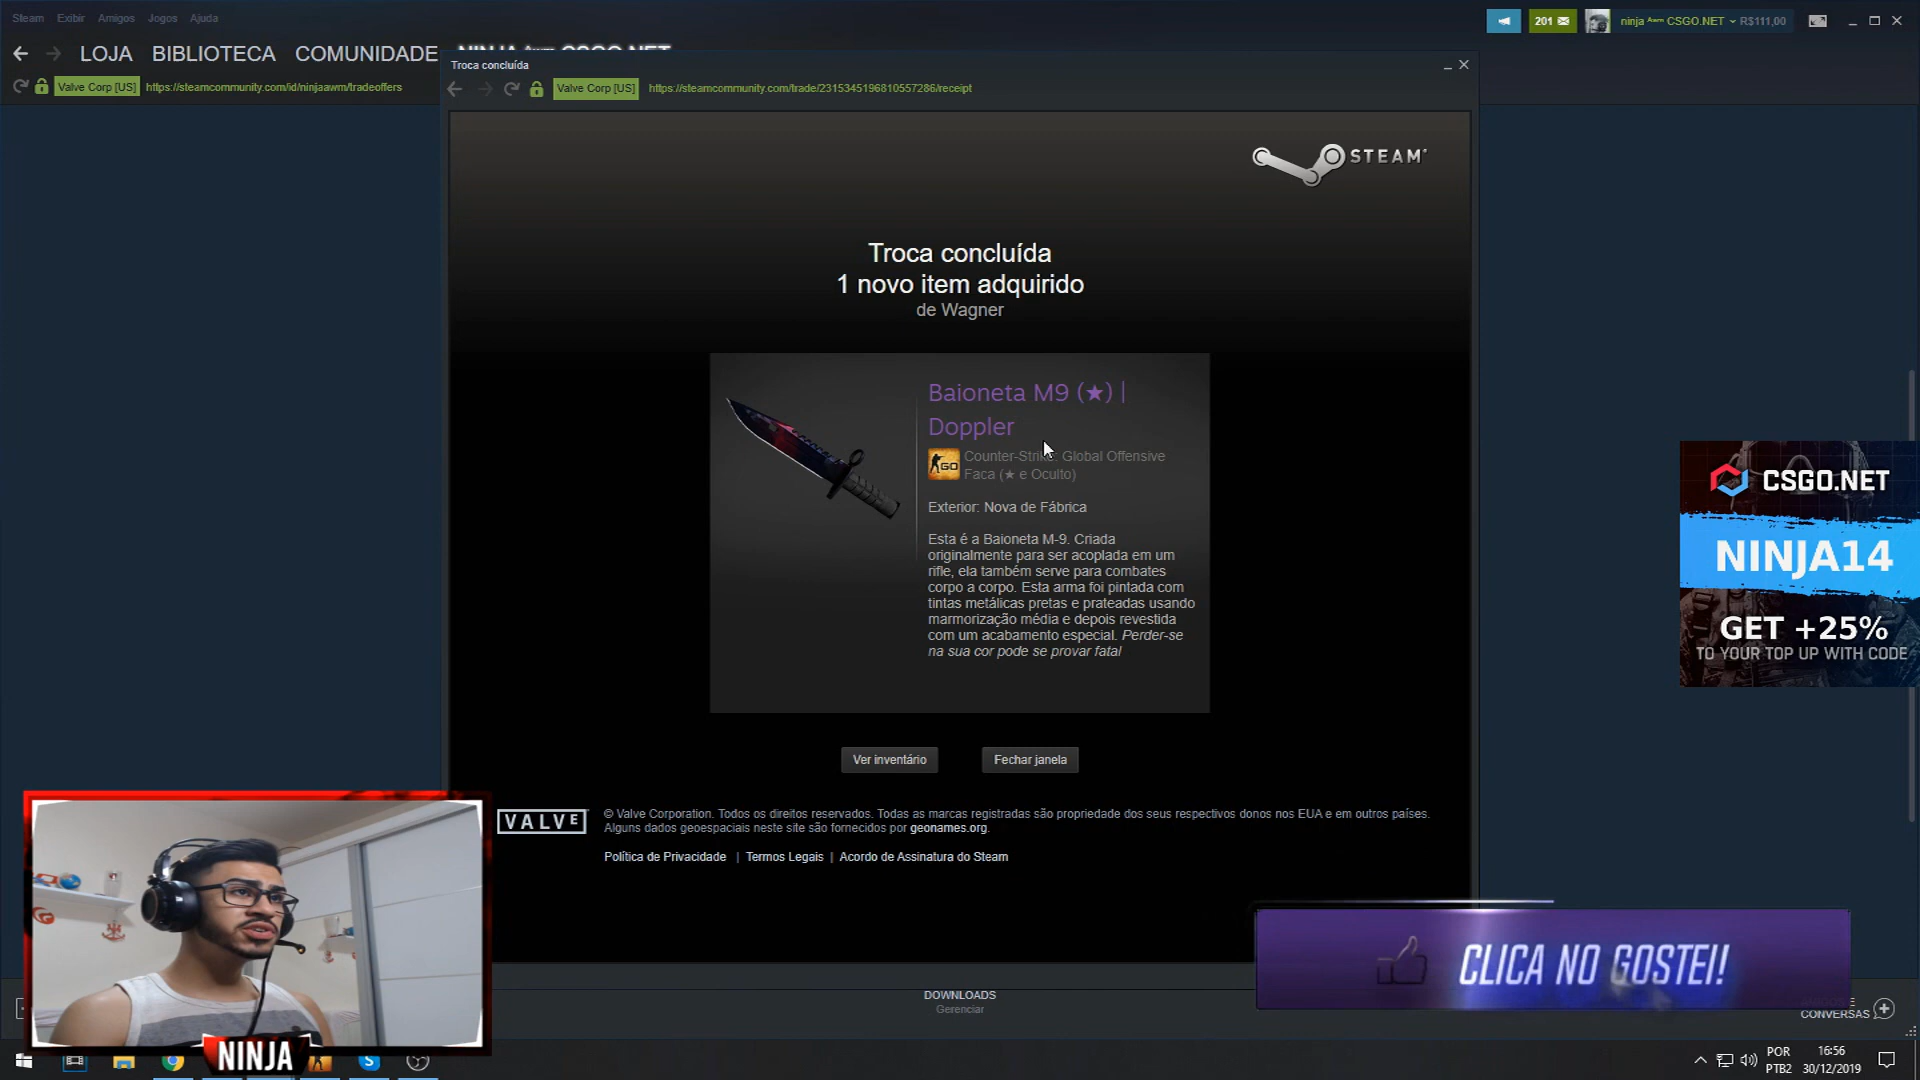 Steam Exibir Amigos Jogos Ajuda
201
ninja ᴬʷᵐ CSGO.NET R$111,00
LOJA BIBLIOTECA COMUNIDADE NINJA ᴬʷᵐ CSGO.NET
Valve Corp [US] https://steamcommunity.com/id/ninjaawm/tradeoffers
Troca concluída
Valve Corp [US] https://steamcommunity.com/trade/2315345196810557286/receipt
STEAM
Troca concluída
1 novo item adquirido
de Wagner
Baioneta M9 (★) |
Doppler
GO
Counter-Strike: Global Offensive
Faca (★ e Oculto)
Exterior: Nova de Fábrica
Esta é a Baioneta M-9. Criada
originalmente para ser acoplada em um
rifle, ela também serve para combates
corpo a corpo. Esta arma foi pintada com
tintas metálicas pretas e prateadas usando
marmorização média e depois revestida
com um acabamento especial. Perder-se
na sua cor pode se provar fatal
Ver inventário Fechar janela
VALVE
© Valve Corporation. Todos os direitos reservados. Todas as marcas registradas são propriedade dos seus respectivos donos nos EUA e em outros países.
Alguns dados geoespaciais neste site são fornecidos por geonames.org.
Política de Privacidade | Termos Legais | Acordo de Assinatura do Steam
CSGO.NET
NINJA14
GET +25%
TO YOUR TOP UP WITH CODE
CLICA NO GOSTEI!
DOWNLOADS
Gerenciar
CONVERSAS
NINJA
POR
PTB2
16:56
30/12/2019